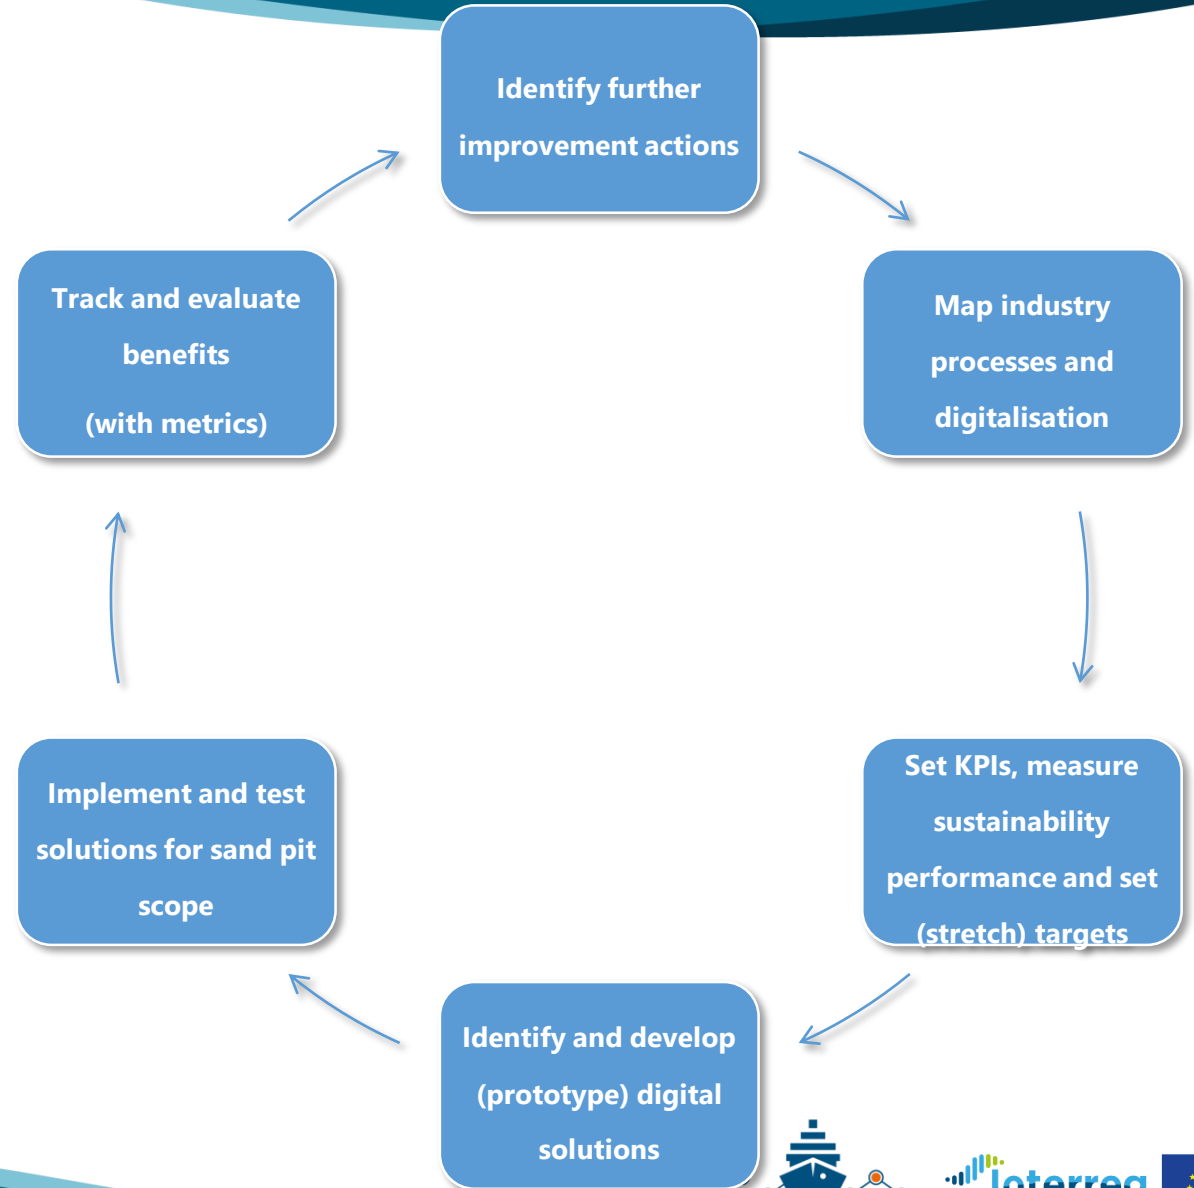 Identify further
improvement actions
Map industry
processes and
digitalisation
Set KPIs, measure
sustainability
performance and set
(stretch) targets
Identify and develop
(prototype) digital
solutions
Implement and test
solutions for sand pit
scope
Track and evaluate
benefits
(with metrics)
Interreg